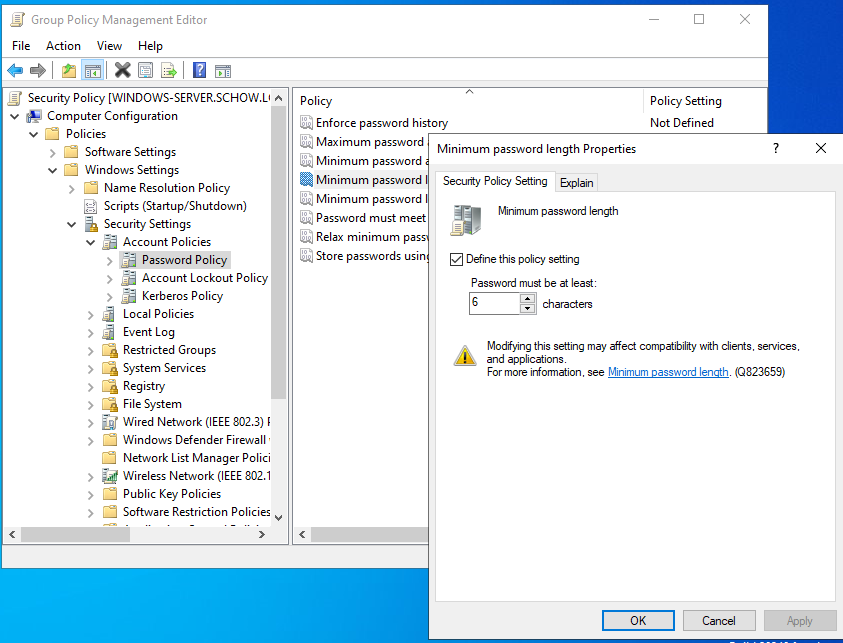 Group Policy Management Editor
File Action View Help
Security Policy [WINDOWS-SERVER.SCHOW.LO
Computer Configuration
Policies
Software Settings
Windows Settings
Name Resolution Policy
Scripts (Startup/Shutdown)
Security Settings
Account Policies
Password Policy
Account Lockout Policy
Kerberos Policy
Local Policies
Event Log
Restricted Groups
System Services
Registry
File System
Wired Network (IEEE 802.3) P
Windows Defender Firewall
Network List Manager Polici
Wireless Network (IEEE 802.1
Public Key Policies
Software Restriction Policies
Policy Policy Setting
Enforce password history Not Defined
Maximum password
Minimum password a
Minimum password l
Minimum password l
Password must meet
Relax minimum passw
Store passwords using
Minimum password length Properties
?
Security Policy Setting Explain
Minimum password length
Define this policy setting
Password must be at least:
6 characters
Modifying this setting may affect compatibility with clients, services,
and applications.
For more information, see Minimum password length. (Q823659)
OK Cancel Apply